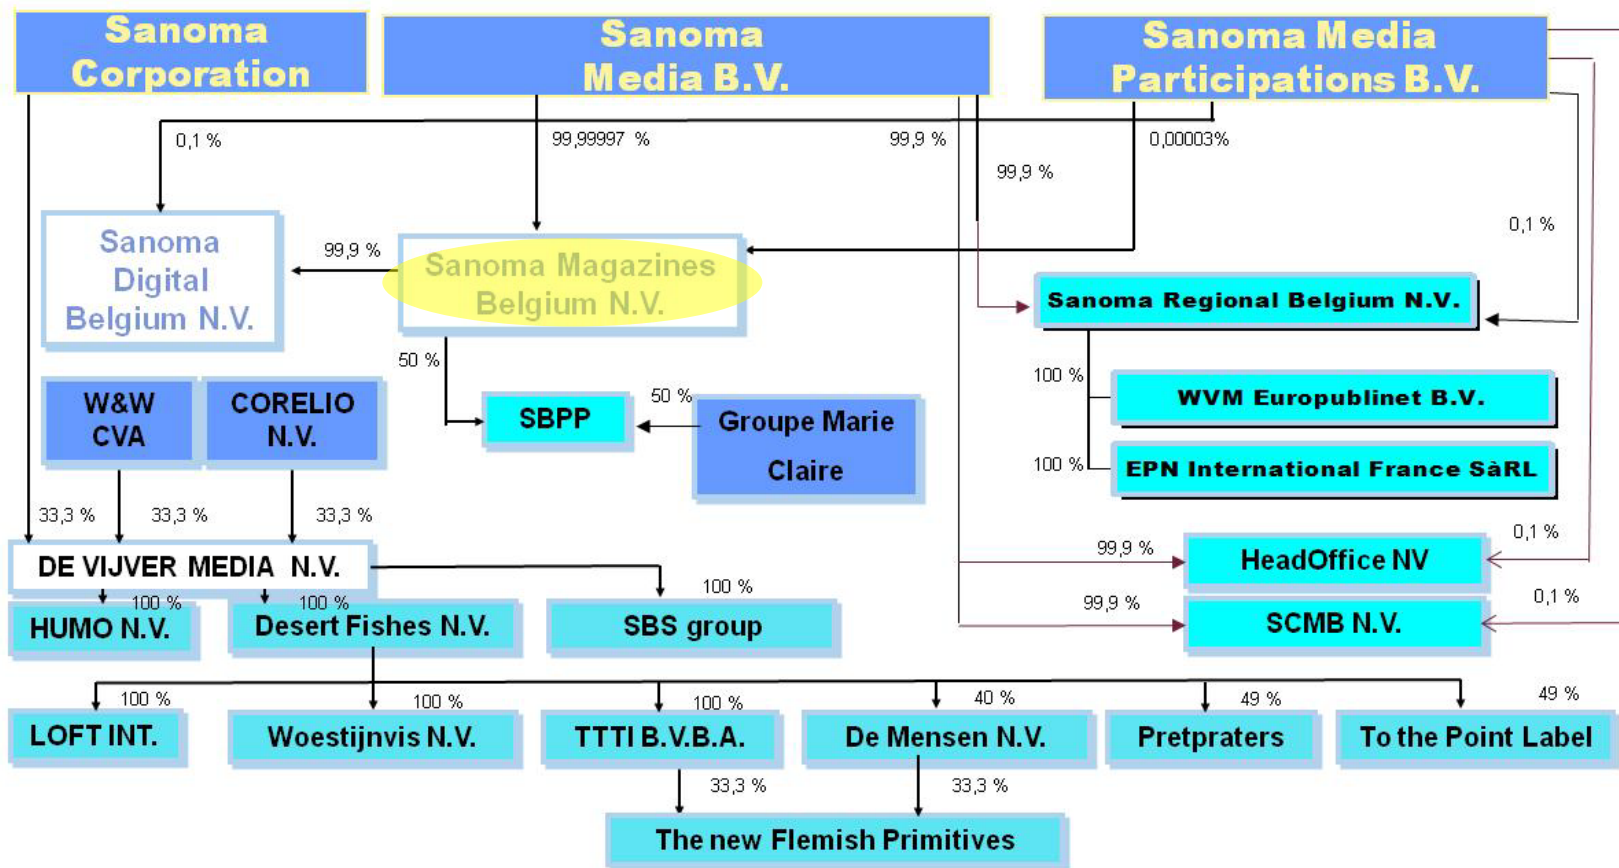 Sanoma
Corporation
Sanoma
Media B.V.
Sanoma Media
Participations B.V.
0,1 %
99,99997 %
99,9 %
0,00003%
99,9 %
0,1 %
Sanoma
Digital
Belgium N.V.
99,9 %
Sanoma Magazines
Belgium N.V.
Sanoma Regional Belgium N.V.
50 %
100 %
W&W
CVA
CORELIO
N.V.
SBPP
50 %
Groupe Marie
Claire
WVM Europublinet B.V.
100 %
EPN International France SàRL
33,3 %
33,3 %
33,3 %
99,9 %
0,1 %
DE VIJVER MEDIA N.V.
HeadOffice NV
100 %
100 %
100 %
99,9 %
0,1 %
HUMO N.V.
Desert Fishes N.V.
SBS group
SCMB N.V.
100 %
100 %
100 %
40 %
49 %
49 %
LOFT INT.
Woestijnvis N.V.
TTTI B.V.B.A.
De Mensen N.V.
Pretpraters
To the Point Label
33,3 %
33,3 %
The new Flemish Primitives